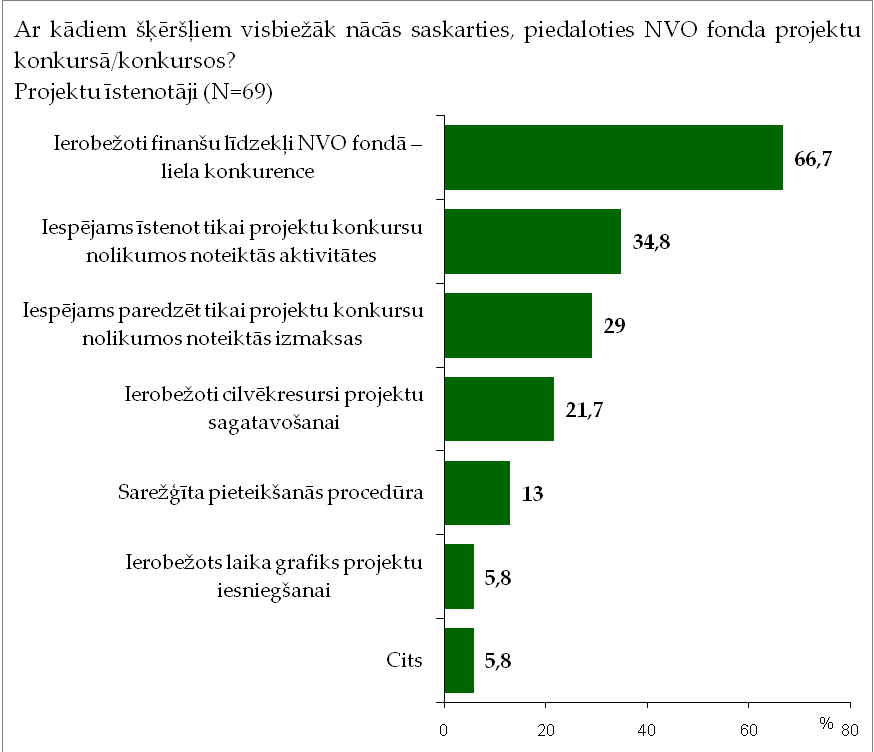 Ar kādiem šķēršļiem visbiežāk nācās saskarties, piedaloties NVO fonda projektu
konkursā/konkursos?
Projektu īstenotāji (N=69)
Ierobežoti finanšu līdzekļi NVO fondā –
liela konkurence
66,7
Iespējams īstenot tikai projektu konkursu
nolikumos noteiktās aktivitātes
34,8
Iespējams paredzēt tikai projektu konkursu
nolikumos noteiktās izmaksas
29
Ierobežoti cilvēkresursi projektu
sagatavošanai
21,7
Sarežģīta pieteikšanās procedūra
13
Ierobežots laika grafiks projektu
iesniegšanai
5,8
Cits
5,8
0 20 40 60 % 80